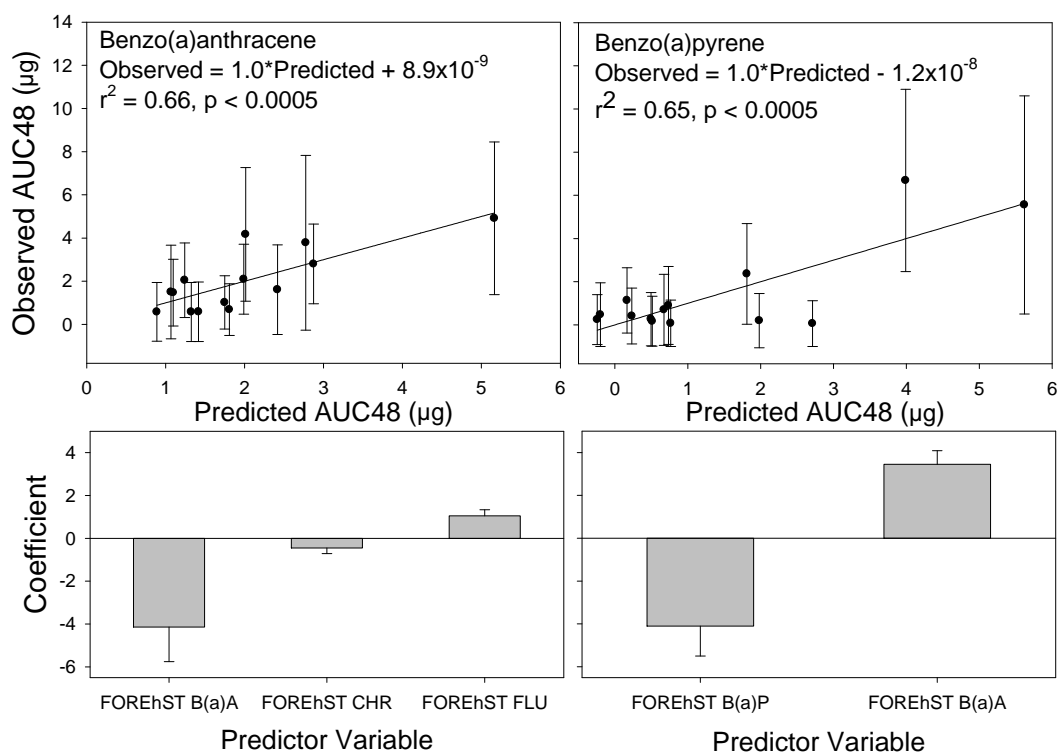 Observed AUC48 (µg)
14
12
10
8
6
4
2
0
Benzo(a)anthracene
Observed = 1.0*Predicted + 8.9x10⁻⁹
r² = 0.66, p < 0.0005
0 1 2 3 4 5 6
Predicted AUC48 (µg)
Benzo(a)pyrene
Observed = 1.0*Predicted - 1.2x10⁻⁸
r² = 0.65, p < 0.0005
0 1 2 3 4 5 6
Predicted AUC48 (µg)
Coefficient
4
2
0
-2
-4
-6
FOREhST B(a)A FOREhST CHR FOREhST FLU
Predictor Variable
FOREhST B(a)P FOREhST B(a)A
Predictor Variable